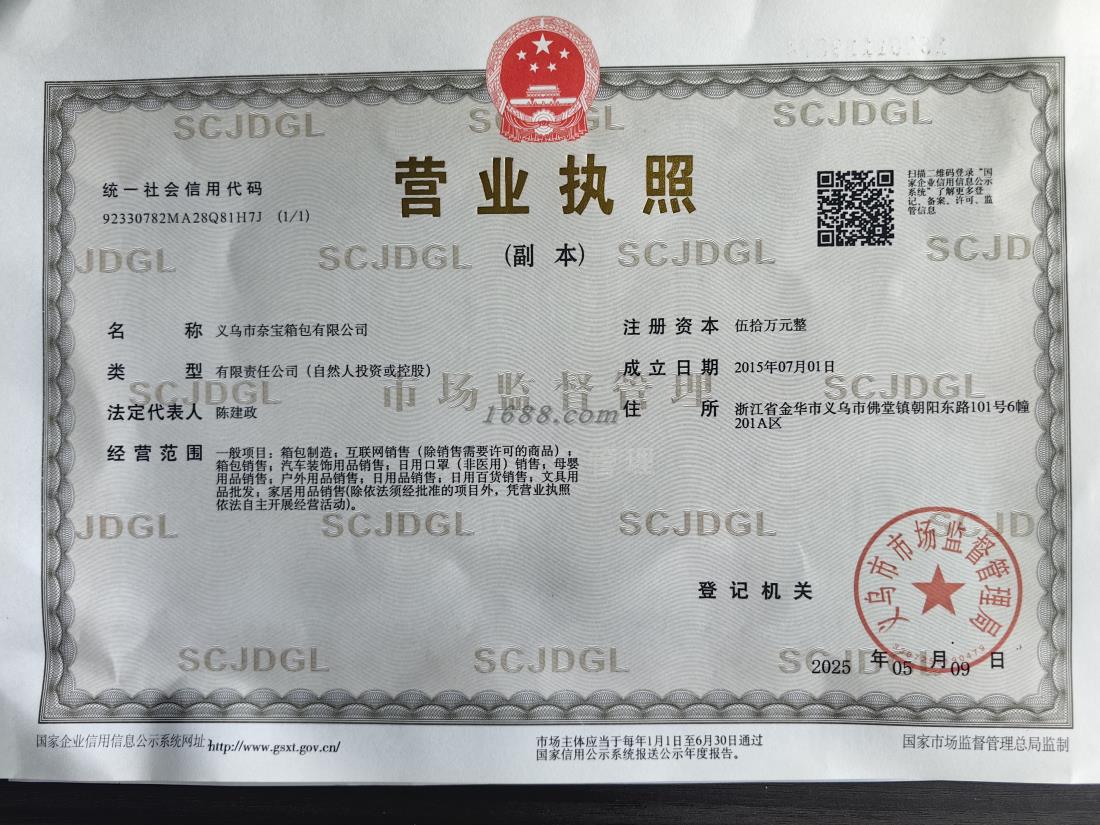 SCJDGL SCJDGL SCJDGL
营业执照
(副 本)
统一社会信用代码
92330782MA28Q81H7J (1/1)
扫描二维码登录“国
家企业信用信息公示
系统”了解更多登
记、备案、许可、监
管信息
JDGL SCJDGL SCJDGL SCJD
名 称 义乌市奈宝箱包有限公司
类 型 有限责任公司（自然人投资或控股）
法定代表人 陈建政
经营范围 一般项目：箱包制造；互联网销售（除销售需要许可的商品）；
箱包销售；汽车装饰用品销售；日用口罩（非医用）销售；母婴
用品销售；户外用品销售；日用品销售；日用百货销售；文具用
品批发；家居用品销售(除依法须经批准的项目外，凭营业执照
依法自主开展经营活动)。
注册资本 伍拾万元整
成立日期 2015年07月01日
住 所 浙江省金华市义乌市佛堂镇朝阳东路101号6幢
201A区
SCJDGL 市场监督管理 SCJDGL
1688.com
管理
JDGL SCJDGL SCJDGL SCJD
登记机关
义乌市市场监督管理局
2025 年 05 月 09 日
SCJDGL SCJDGL SCJD
国家企业信用信息公示系统网址：http://www.gsxt.gov.cn/
市场主体应当于每年1月1日至6月30日通过
国家信用公示系统报送公示年度报告。
国家市场监督管理总局监制